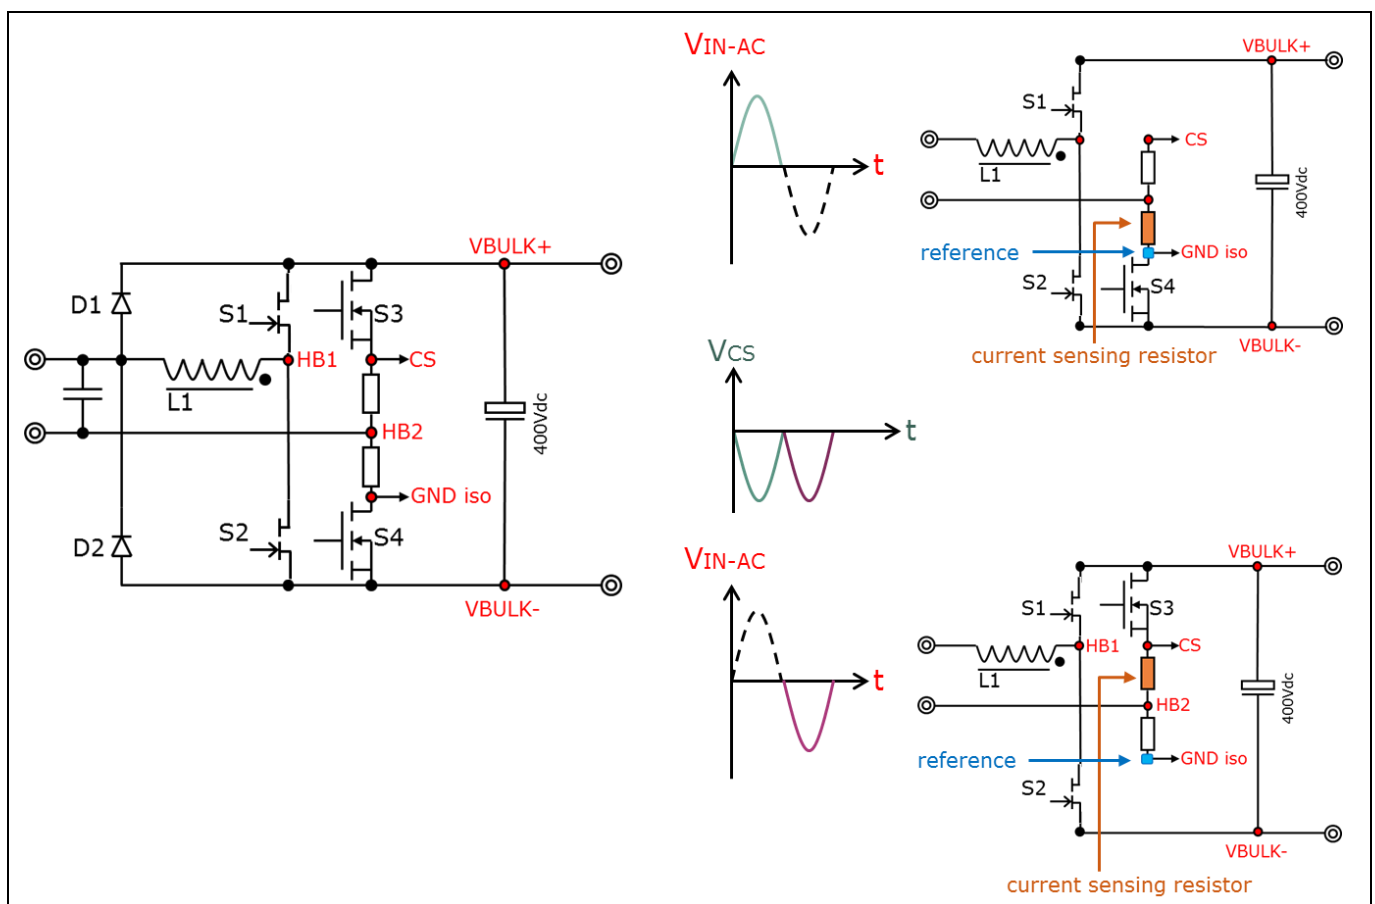 VBULK+
D1
S1
S3
HB1
CS
L1
HB2
400Vdc
GND iso
D2
S2
S4
VBULK-
VIN-AC
t
VCS
t
VIN-AC
t
VBULK+
S1
CS
L1
400Vdc
reference
GND iso
S2
S4
VBULK-
current sensing resistor
VBULK+
S1
S3
HB1
CS
L1
HB2
400Vdc
reference
GND iso
S2
VBULK-
current sensing resistor